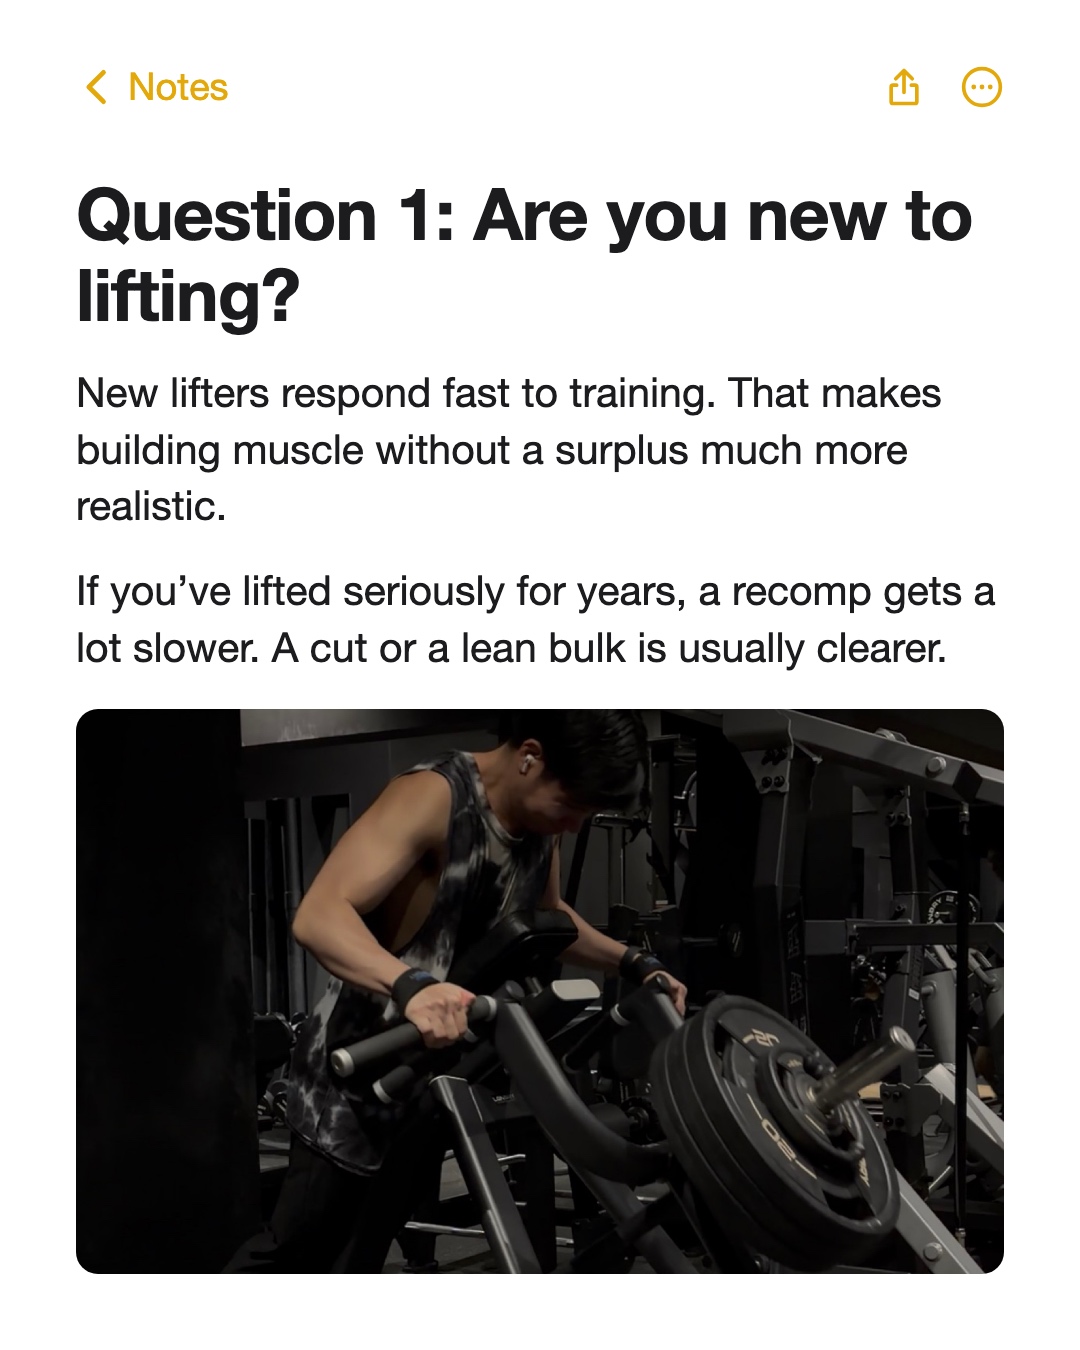 Notes
Question 1: Are you new to
lifting?
New lifters respond fast to training. That makes
building muscle without a surplus much more
realistic.
If you’ve lifted seriously for years, a recomp gets a
lot slower. A cut or a lean bulk is usually clearer.
20